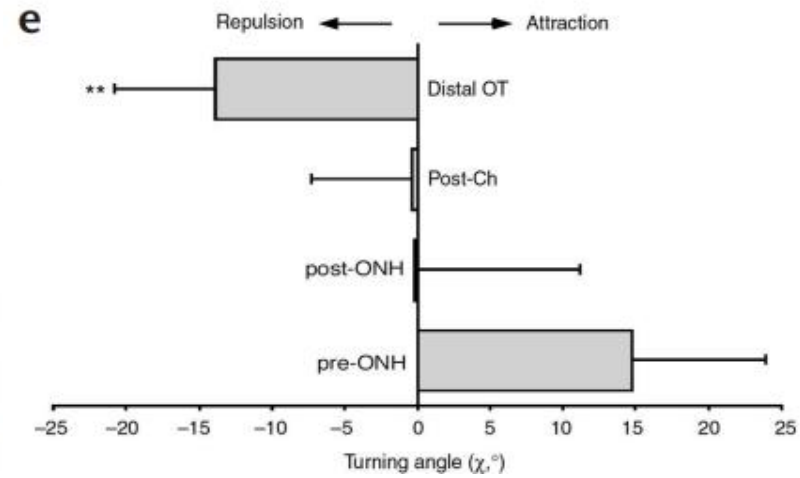 e
Repulsion Attraction
** Distal OT
Post-Ch
post-ONH
pre-ONH
–25 –20 –15 –10 –5 0 5 10 15 20 25
Turning angle (χ,°)